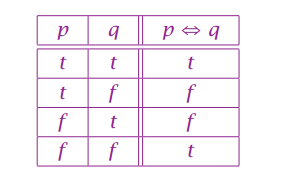 p q p ⇔ q
t t t
t f f
f t f
f f t